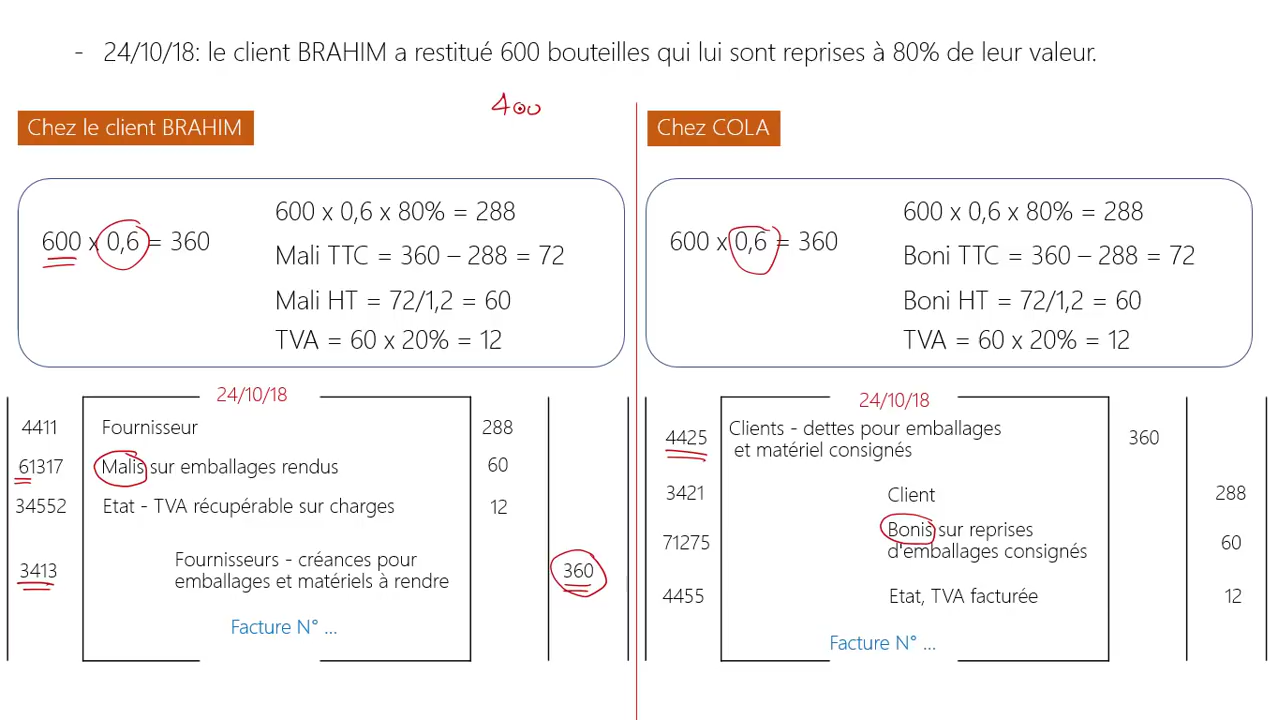 - 24/10/18: le client BRAHIM a restitué 600 bouteilles qui lui sont reprises à 80% de leur valeur.
400
Chez le client BRAHIM
600 x 0,6 = 360
600 x 0,6 x 80% = 288
Mali TTC = 360 – 288 = 72
Mali HT = 72/1,2 = 60
TVA = 60 x 20% = 12
24/10/18
4411 Fournisseur 288
61317 Malis sur emballages rendus 60
34552 Etat - TVA récupérable sur charges 12
Fournisseurs - créances pour
3413 360
emballages et matériels à rendre
Facture N° ...
Chez COLA
600 x 0,6 = 360
600 x 0,6 x 80% = 288
Boni TTC = 360 – 288 = 72
Boni HT = 72/1,2 = 60
TVA = 60 x 20% = 12
24/10/18
Clients - dettes pour emballages
4425 360
et matériel consignés
3421 Client 288
Bonis sur reprises
71275 60
d'emballages consignés
4455 Etat, TVA facturée 12
Facture N° ...